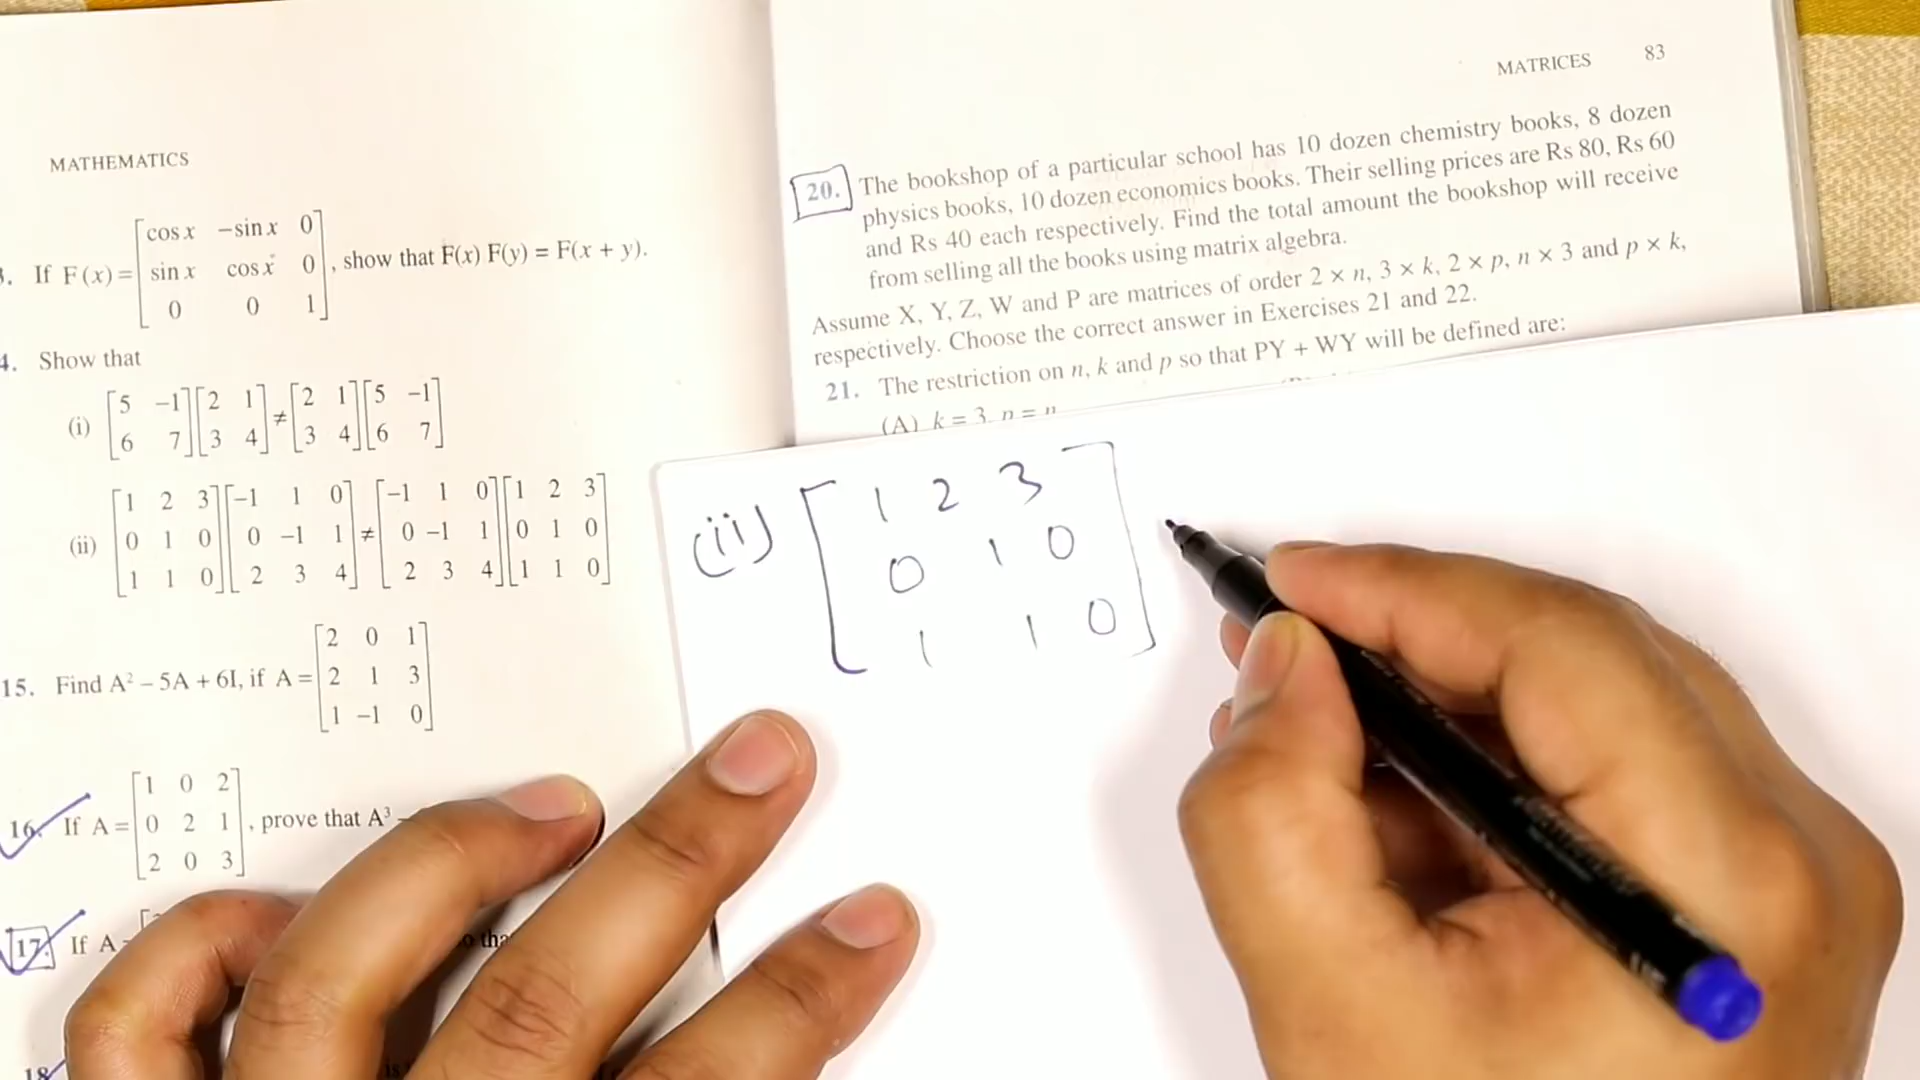 MATHEMATICS
3. If F(x) = [cos x −sin x 0
sin x cos x 0
0 0 1], show that F(x) F(y) = F(x + y).
4. Show that
(i) [5 −1
6 7] [2 1
3 4] ≠ [2 1
3 4] [5 −1
6 7]
(ii) [1 2 3
0 1 0
1 1 0] [−1 1 0
0 −1 1
2 3 4] ≠ [−1 1 0
0 −1 1
2 3 4] [1 2 3
0 1 0
1 1 0]
15. Find A² − 5A + 6I, if A = [2 0 1
2 1 3
1 −1 0]
16. If A = [1 0 2
0 2 1
2 0 3], prove that A³ −
17. If A =
18
MATRICES 83
20. The bookshop of a particular school has 10 dozen chemistry books, 8 dozen
physics books, 10 dozen economics books. Their selling prices are Rs 80, Rs 60
and Rs 40 each respectively. Find the total amount the bookshop will receive
from selling all the books using matrix algebra.
Assume X, Y, Z, W and P are matrices of order 2 × n, 3 × k, 2 × p, n × 3 and p × k,
respectively. Choose the correct answer in Exercises 21 and 22.
21. The restriction on n, k and p so that PY + WY will be defined are:
(A) k = 3, p = n
(ii) [1 2 3
0 1 0
1 1 0]